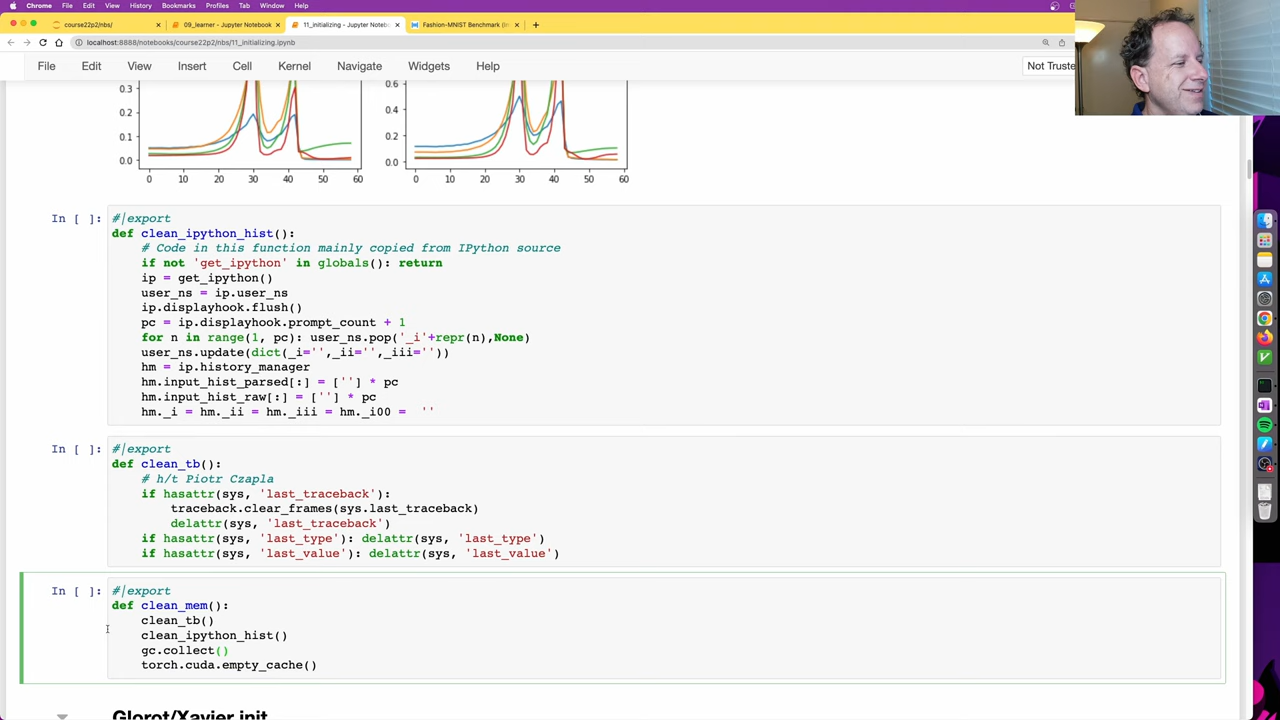 Chrome File Edit View History Bookmarks Profiles Tab Window Help
course22p2/nbs/ 09_learner - Jupyter Notebook 11_initializing - Jupyter Noteb Fashion-MNIST Benchmark
localhost:8888/notebooks/course22p2/nbs/11_initializing.ipynb
File Edit View Insert Cell Kernel Navigate Widgets Help Not Truste
0.3 0.6
0.2 0.4
0.1 0.2
0.0 0.0
0 10 20 30 40 50 60 0 10 20 30 40 50 60
In [ ]: #|export
def clean_ipython_hist():
# Code in this function mainly copied from IPython source
if not 'get_ipython' in globals(): return
ip = get_ipython()
user_ns = ip.user_ns
ip.displayhook.flush()
pc = ip.displayhook.prompt_count + 1
for n in range(1, pc): user_ns.pop('_i'+repr(n),None)
user_ns.update(dict(_i='',_ii='',_iii=''))
hm = ip.history_manager
hm.input_hist_parsed[:] = [''] * pc
hm.input_hist_raw[:] = [''] * pc
hm._i = hm._ii = hm._iii = hm._i00 = ''
In [ ]: #|export
def clean_tb():
# h/t Piotr Czapla
if hasattr(sys, 'last_traceback'):
traceback.clear_frames(sys.last_traceback)
delattr(sys, 'last_traceback')
if hasattr(sys, 'last_type'): delattr(sys, 'last_type')
if hasattr(sys, 'last_value'): delattr(sys, 'last_value')
In [ ]: #|export
def clean_mem():
clean_tb()
clean_ipython_hist()
gc.collect()
torch.cuda.empty_cache()
Glorot/Xavier init